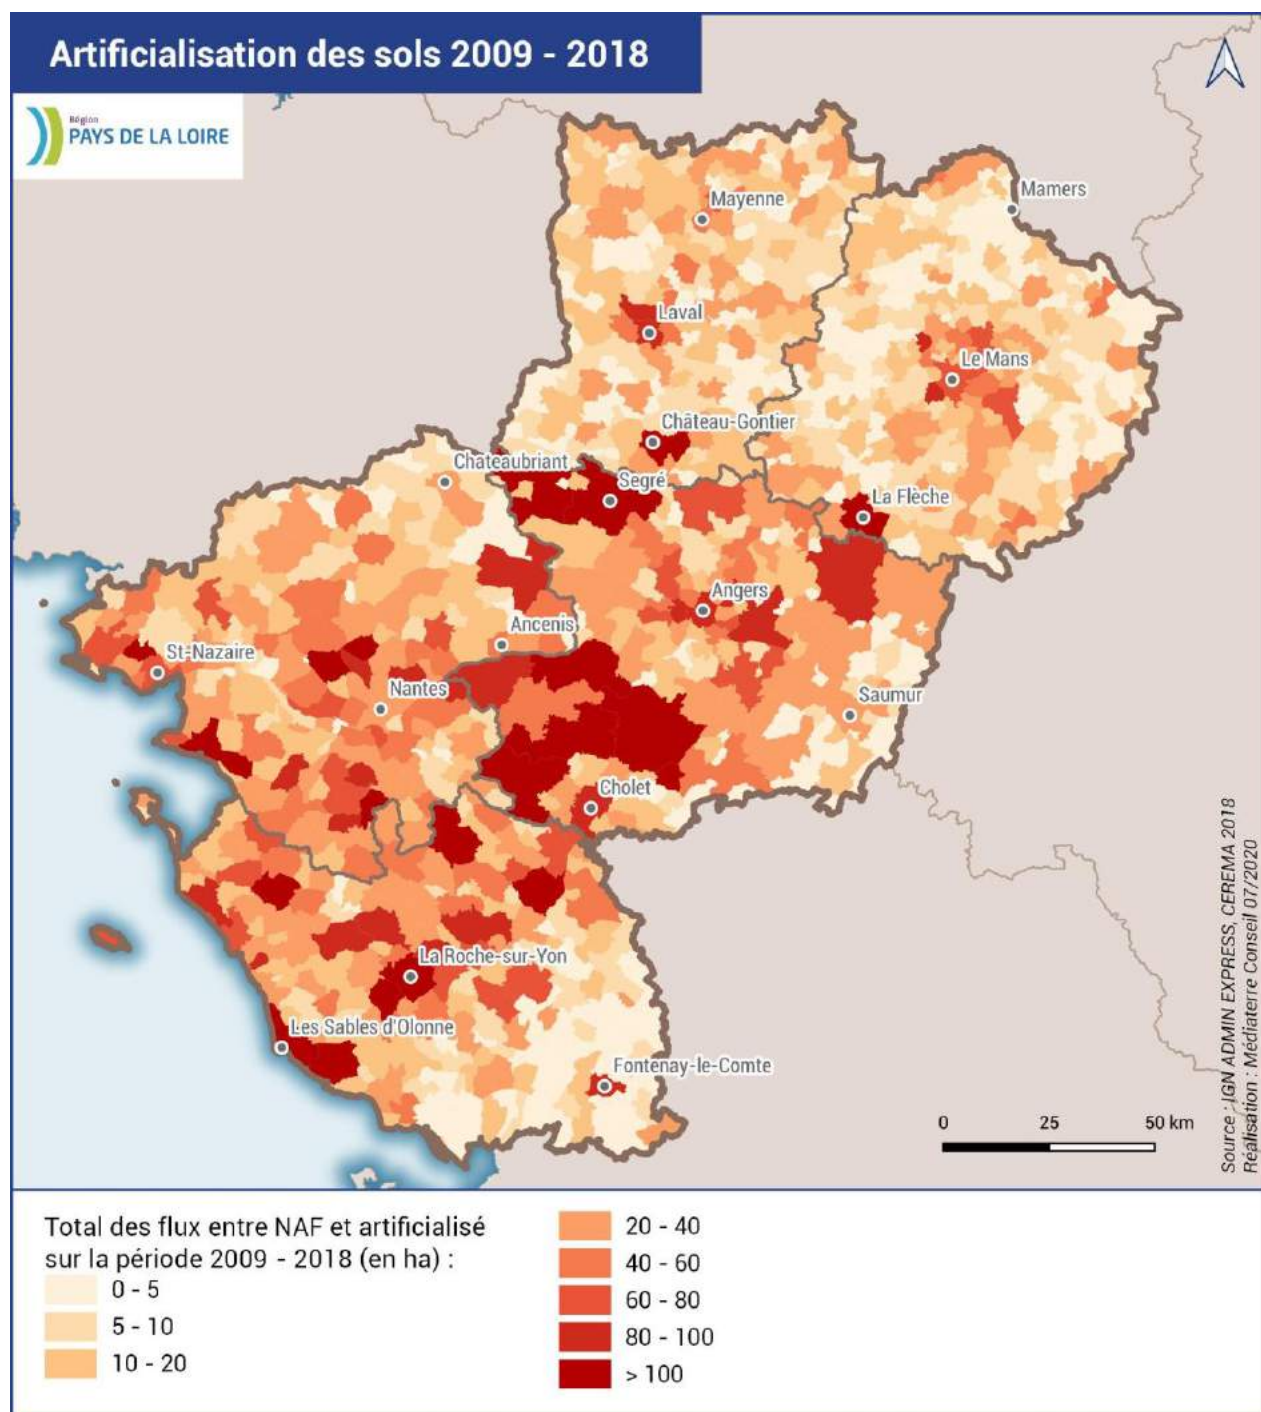 Artificialisation des sols 2009 - 2018
Région
PAYS DE LA LOIRE
Mamers
Mayenne
Laval
Le Mans
Château-Gontier
Chateaubriant
Segré
La Flèche
Angers
Ancenis
St-Nazaire
Nantes
Saumur
Cholet
La Roche-sur-Yon
Les Sables d'Olonne
Fontenay-le-Comte
0 25 50 km
Source : IGN ADMIN EXPRESS, CEREMA 2018
Réalisation : Médiaterre Conseil 07/2020
Total des flux entre NAF et artificialisé
sur la période 2009 - 2018 (en ha) :
0 - 5
5 - 10
10 - 20
20 - 40
40 - 60
60 - 80
80 - 100
> 100